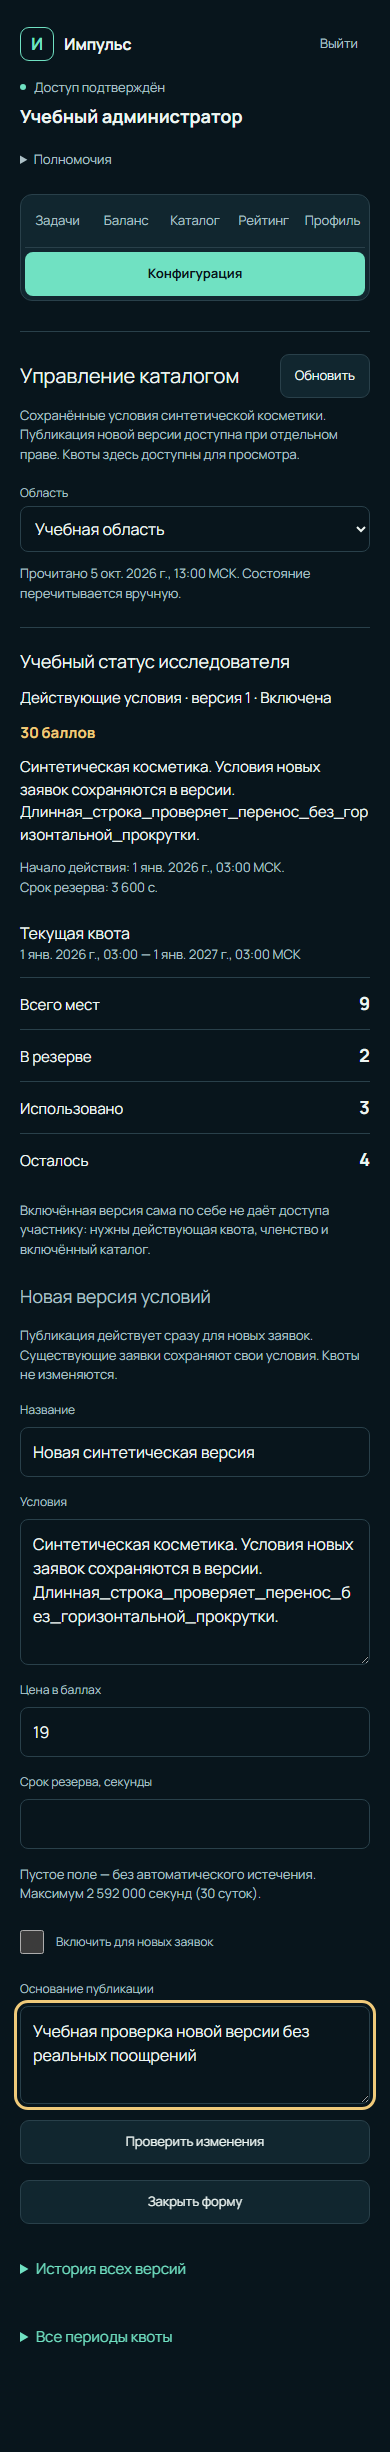 И Импульс Выйти
Доступ подтверждён
Учебный администратор
Полномочия
Задачи Баланс Каталог Рейтинг Профиль
Конфигурация
Управление каталогом Обновить
Сохранённые условия синтетической косметики.
Публикация новой версии доступна при отдельном
праве. Квоты здесь доступны для просмотра.
Область
Учебная область
Прочитано 5 окт. 2026 г., 13:00 МСК. Состояние
перечитывается вручную.
Учебный статус исследователя
Действующие условия · версия 1 · Включена
30 баллов
Синтетическая косметика. Условия новых
заявок сохраняются в версии.
Длинная_строка_проверяет_перенос_без_гор
изонтальной_прокрутки.
Начало действия: 1 янв. 2026 г., 03:00 МСК.
Срок резерва: 3 600 с.
Текущая квота
1 янв. 2026 г., 03:00 — 1 янв. 2027 г., 03:00 МСК
Всего мест 9
В резерве 2
Использовано 3
Осталось 4
Включённая версия сама по себе не даёт доступа
участнику: нужны действующая квота, членство и
включённый каталог.
Новая версия условий
Публикация действует сразу для новых заявок.
Существующие заявки сохраняют свои условия. Квоты
не изменяются.
Название
Новая синтетическая версия
Условия
Синтетическая косметика. Условия новых
заявок сохраняются в версии.
Длинная_строка_проверяет_перенос_б
ез_горизонтальной_прокрутки.
Цена в баллах
19
Срок резерва, секунды
Пустое поле — без автоматического истечения.
Максимум 2 592 000 секунд (30 суток).
Включить для новых заявок
Основание публикации
Учебная проверка новой версии без
реальных поощрений
Проверить изменения
Закрыть форму
История всех версий
Все периоды квоты